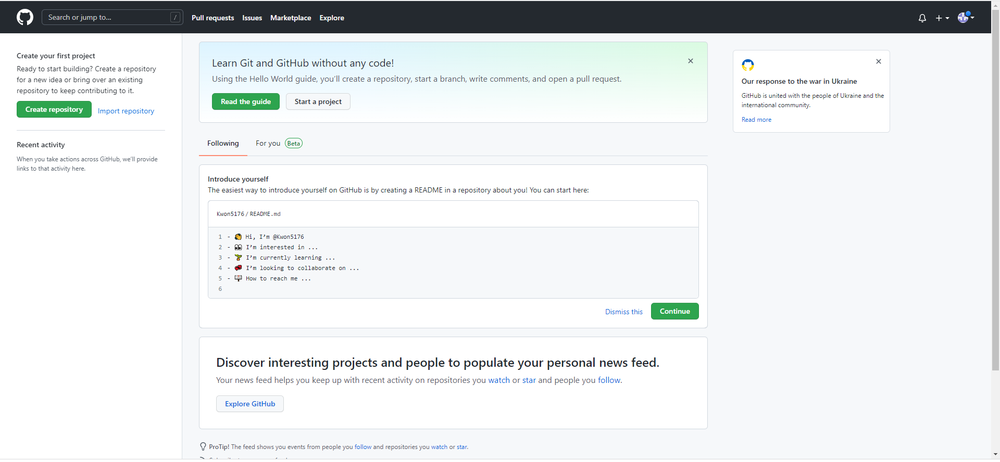 Search or jump to... /
Pull requests Issues Marketplace Explore
Create your first project
Ready to start building? Create a repository
for a new idea or bring over an existing
repository to keep contributing to it.
Create repository Import repository
Recent activity
When you take actions across GitHub, we’ll provide
links to that activity here.
Learn Git and GitHub without any code!
Using the Hello World guide, you’ll create a repository, start a branch, write comments, and open a pull request.
Read the guide Start a project
Following For you Beta
Introduce yourself
The easiest way to introduce yourself on GitHub is by creating a README in a repository about you! You can start here:
Kwon5176 / README.md
1 - 👋 Hi, I’m @Kwon5176
2 - 👀 I’m interested in ...
3 - 🌱 I’m currently learning ...
4 - 💞️ I’m looking to collaborate on ...
5 - 📫 How to reach me ...
6
Dismiss this Continue
Discover interesting projects and people to populate your personal news feed.
Your news feed helps you keep up with recent activity on repositories you watch or star and people you follow.
Explore GitHub
ProTip! The feed shows you events from people you follow and repositories you watch or star.
Our response to the war in Ukraine
GitHub is united with the people of Ukraine and the
international community.
Read more